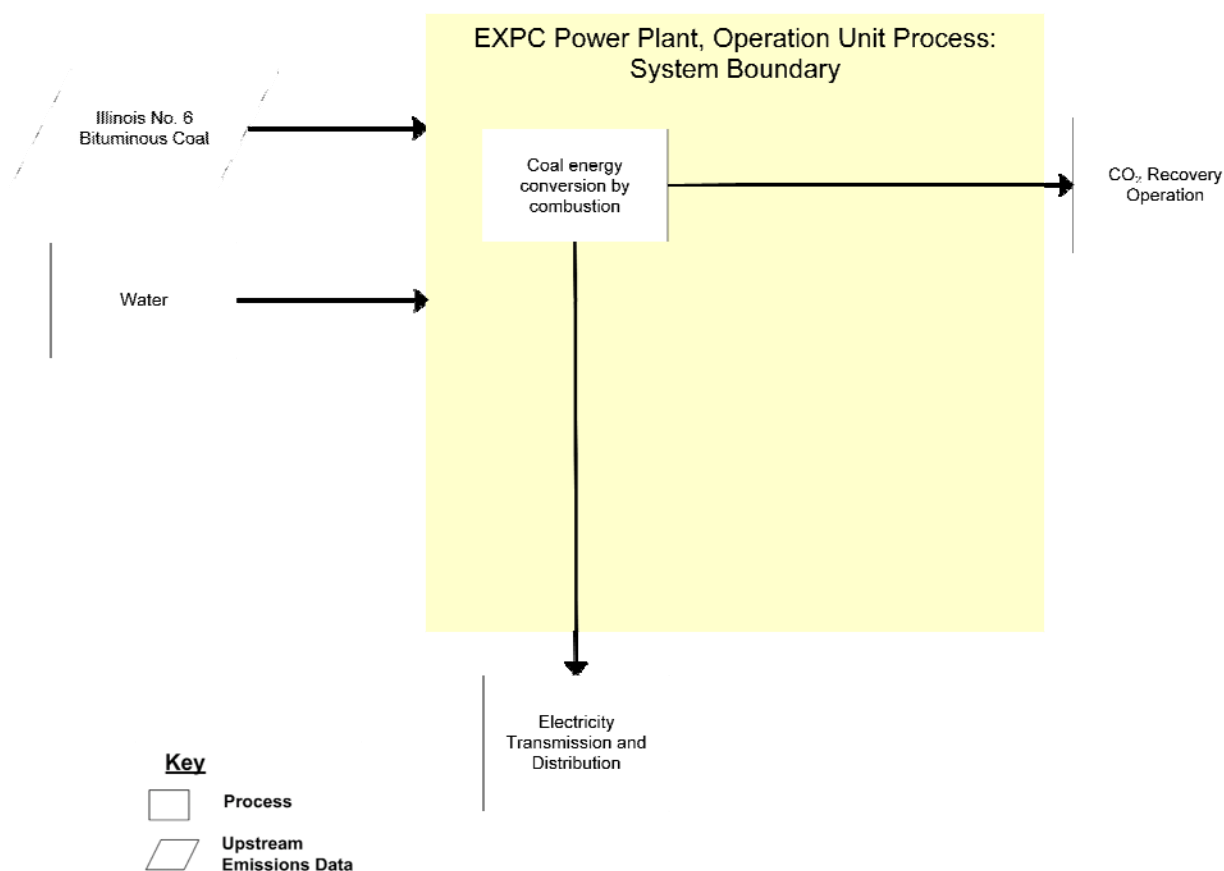 EXPC Power Plant, Operation Unit Process:
System Boundary
Illinois No. 6
Bituminous Coal
Coal energy
conversion by
combustion
CO₂ Recovery
Operation
Water
Electricity
Transmission and
Distribution
Key
Process
Upstream
Emissions Data